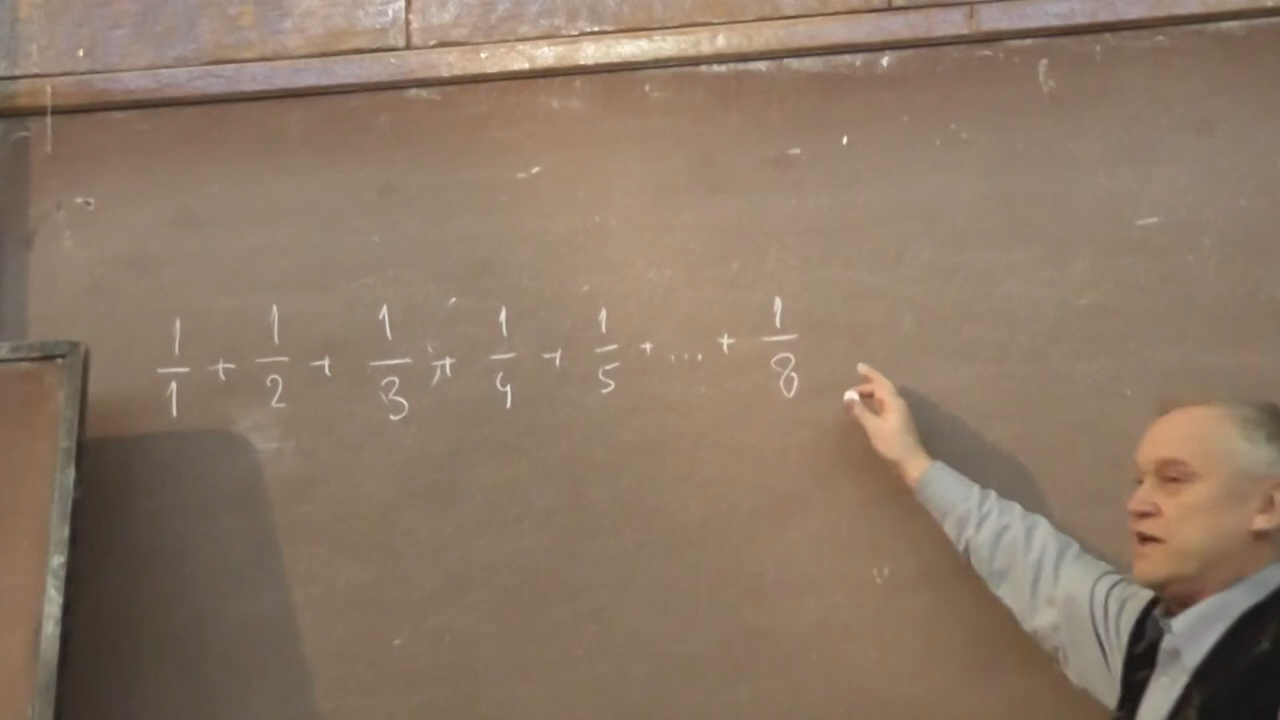 1/1 + 1/2 + 1/3 + 1/4 + 1/5 + ... + 1/8